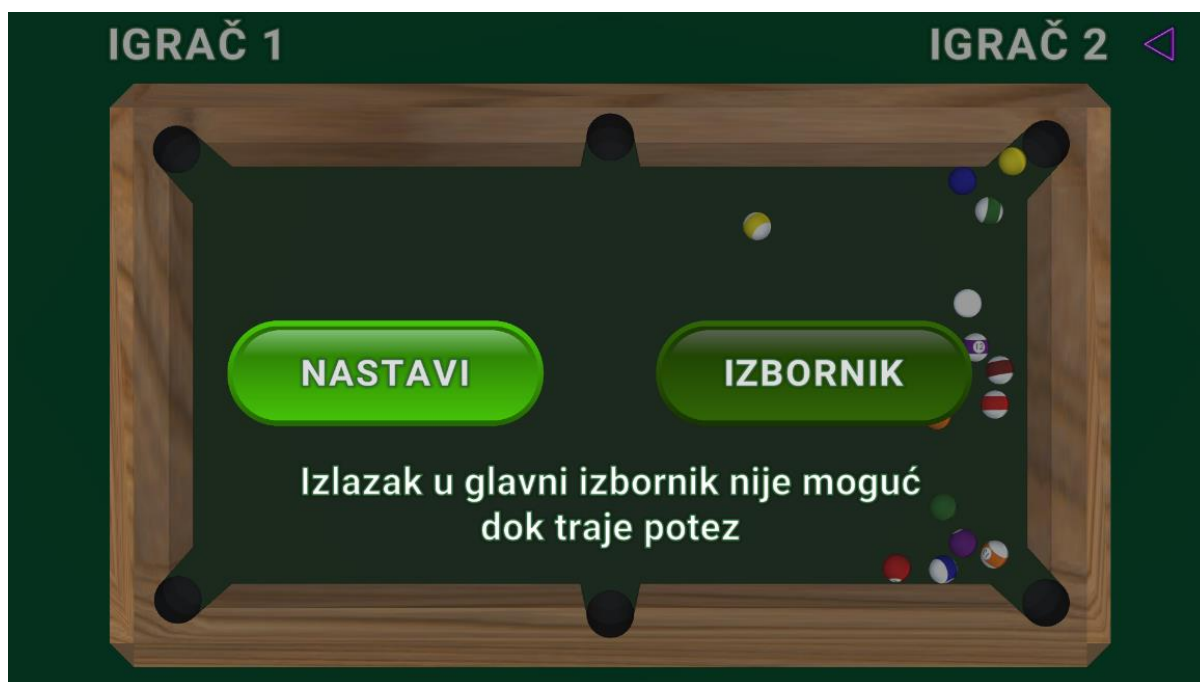 IGRAČ 1
IGRAČ 2
NASTAVI
IZBORNIK
Izlazak u glavni izbornik nije moguć
dok traje potez